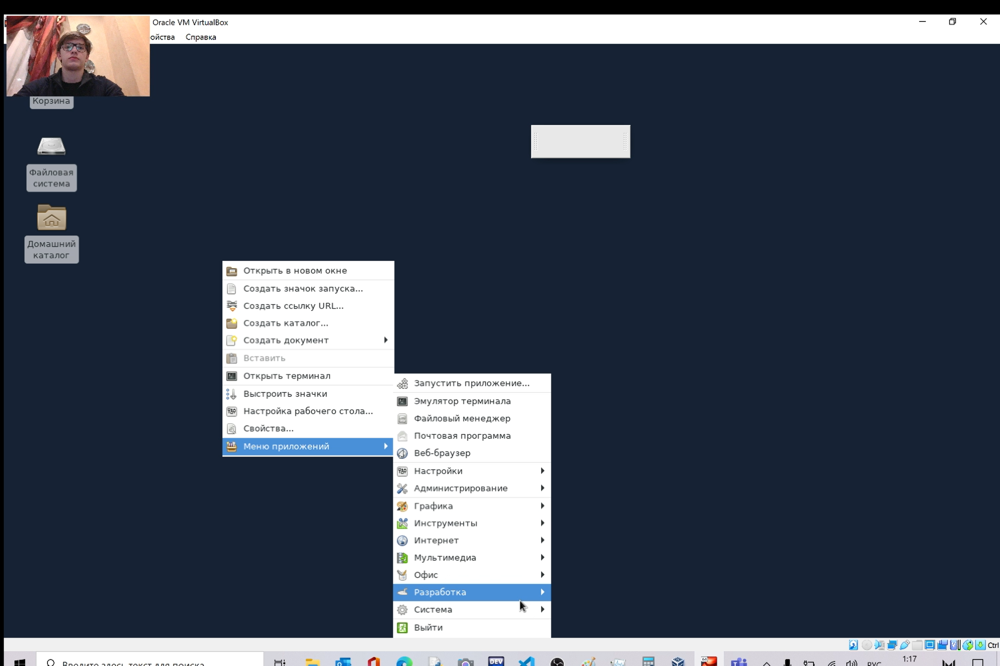 Oracle VM VirtualBox
ойства Справка
Корзина
Файловая
система
Домашний
каталог
Открыть в новом окне
Создать значок запуска...
Создать ссылку URL...
Создать каталог...
Создать документ
Вставить
Открыть терминал
Выстроить значки
Настройка рабочего стола...
Свойства...
Меню приложений
Запустить приложение...
Эмулятор терминала
Файловый менеджер
Почтовая программа
Веб-браузер
Настройки
Администрирование
Графика
Инструменты
Интернет
Мультимедиа
Офис
Разработка
Система
Выйти
Ctrl
Введите здесь текст для поиска
DEV
РУС
1:17